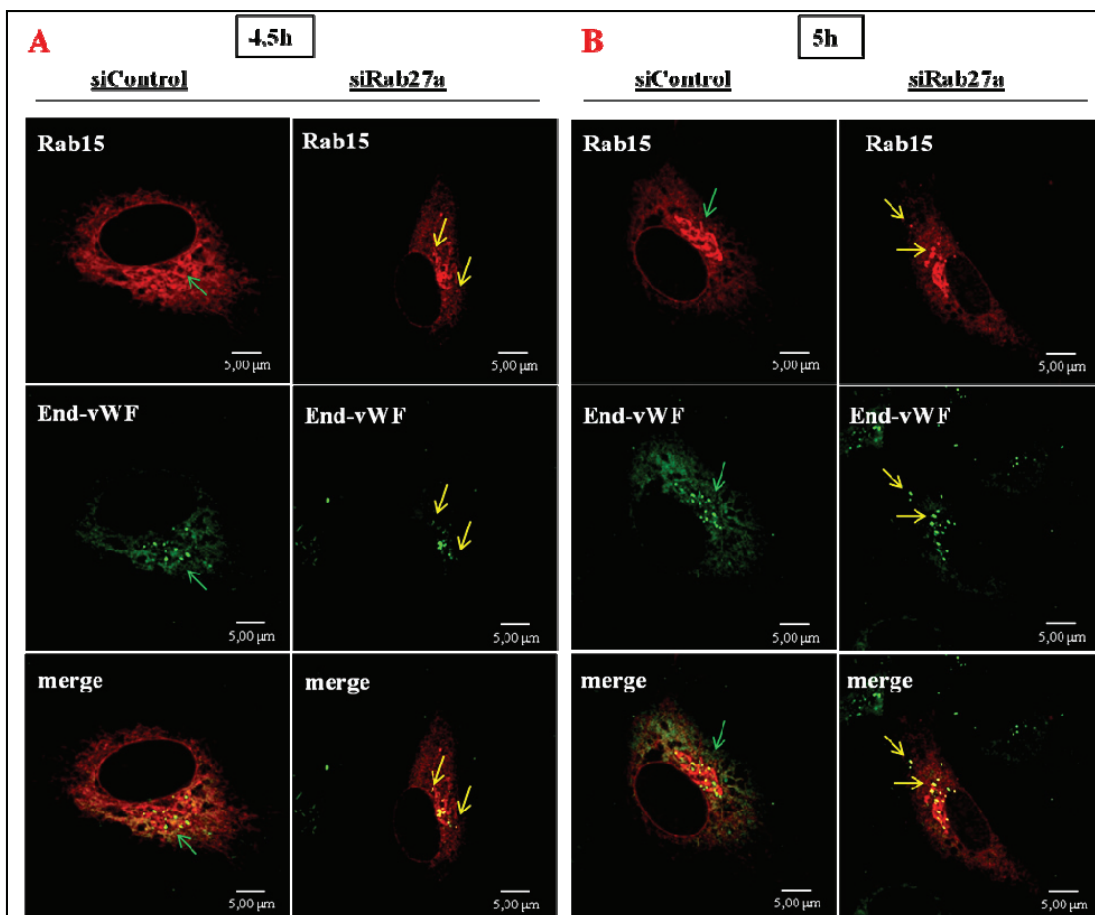 A 4,5h B 5h
siControl siRab27a siControl siRab27a
Rab15 Rab15 Rab15 Rab15
5,00 µm 5,00 µm 5,00 µm 5,00 µm
End-vWF End-vWF End-vWF End-vWF
5,00 µm 5,00 µm 5,00 µm 5,00 µm
merge merge merge merge
5,00 µm 5,00 µm 5,00 µm 5,00 µm